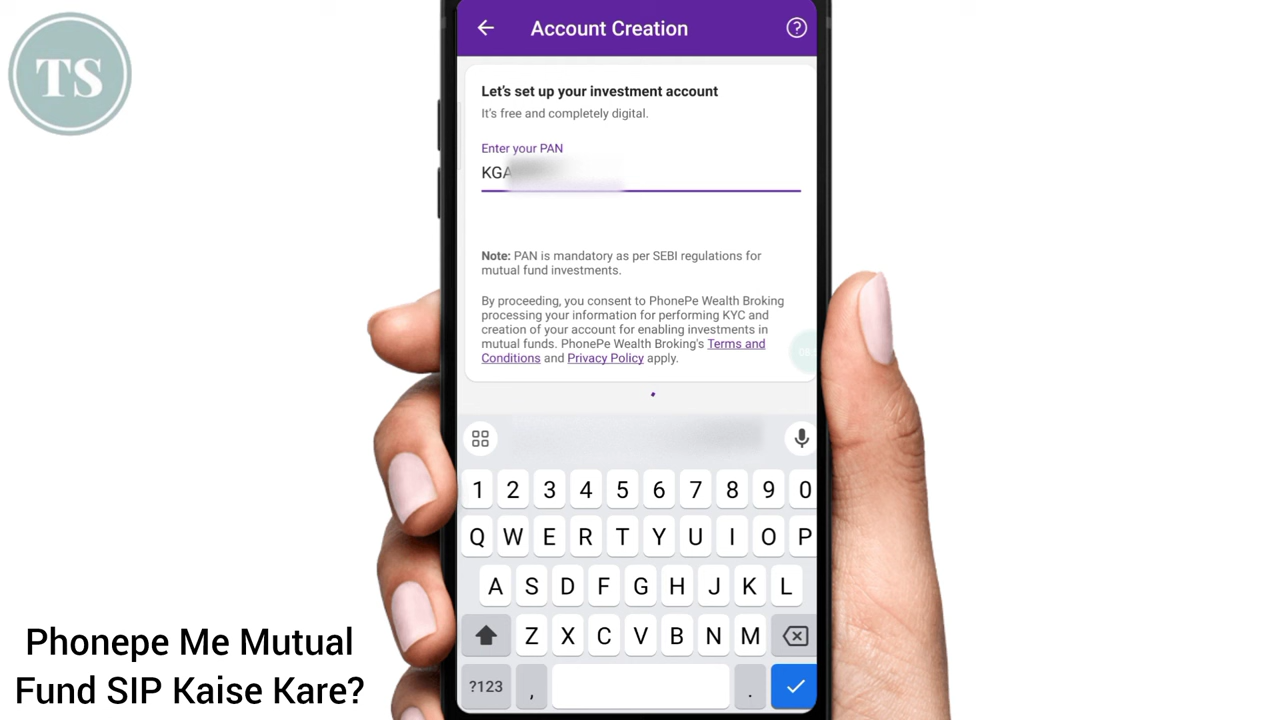 TS
Account Creation
Let's set up your investment account
It's free and completely digital.
Enter your PAN
KGA
Note: PAN is mandatory as per SEBI regulations for
mutual fund investments.
By proceeding, you consent to PhonePe Wealth Broking
processing your information for performing KYC and
creation of your account for enabling investments in
mutual funds. PhonePe Wealth Broking's Terms and
Conditions and Privacy Policy apply.
1 2 3 4 5 6 7 8 9 0
Q W E R T Y U I O P
A S D F G H J K L
Z X C V B N M
?123 , .
Phonepe Me Mutual
Fund SIP Kaise Kare?